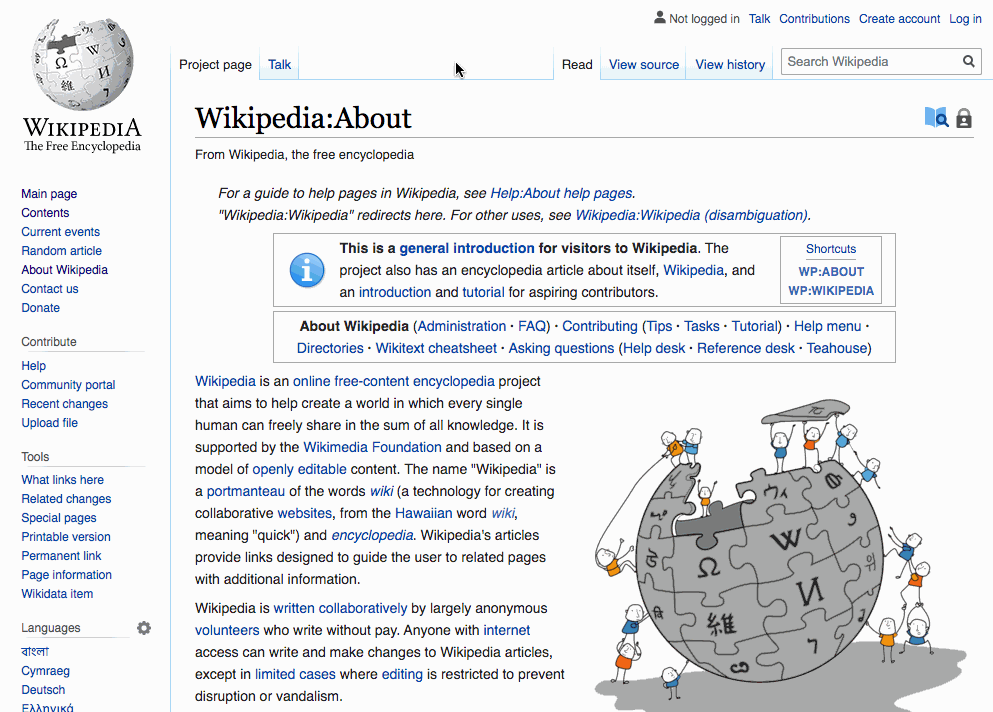 Not logged in Talk Contributions Create account Log in
Project page Talk Read View source View history Search Wikipedia
WIKIPEDIA
The Free Encyclopedia
Main page
Contents
Current events
Random article
About Wikipedia
Contact us
Donate
Contribute
Help
Community portal
Recent changes
Upload file
Tools
What links here
Related changes
Special pages
Printable version
Permanent link
Page information
Wikidata item
Languages
বাংলা
Cymraeg
Deutsch
Ελληνικά
Wikipedia:About
From Wikipedia, the free encyclopedia
For a guide to help pages in Wikipedia, see Help:About help pages.
"Wikipedia:Wikipedia" redirects here. For other uses, see Wikipedia:Wikipedia (disambiguation).
This is a general introduction for visitors to Wikipedia. The
project also has an encyclopedia article about itself, Wikipedia, and
an introduction and tutorial for aspiring contributors.
Shortcuts
WP:ABOUT
WP:WIKIPEDIA
About Wikipedia (Administration · FAQ) · Contributing (Tips · Tasks · Tutorial) · Help menu ·
Directories · Wikitext cheatsheet · Asking questions (Help desk · Reference desk · Teahouse)
Wikipedia is an online free-content encyclopedia project
that aims to help create a world in which every single
human can freely share in the sum of all knowledge. It is
supported by the Wikimedia Foundation and based on a
model of openly editable content. The name "Wikipedia" is
a portmanteau of the words wiki (a technology for creating
collaborative websites, from the Hawaiian word wiki,
meaning "quick") and encyclopedia. Wikipedia's articles
provide links designed to guide the user to related pages
with additional information.
Wikipedia is written collaboratively by largely anonymous
volunteers who write without pay. Anyone with internet
access can write and make changes to Wikipedia articles,
except in limited cases where editing is restricted to prevent
disruption or vandalism.
Ω W И
維